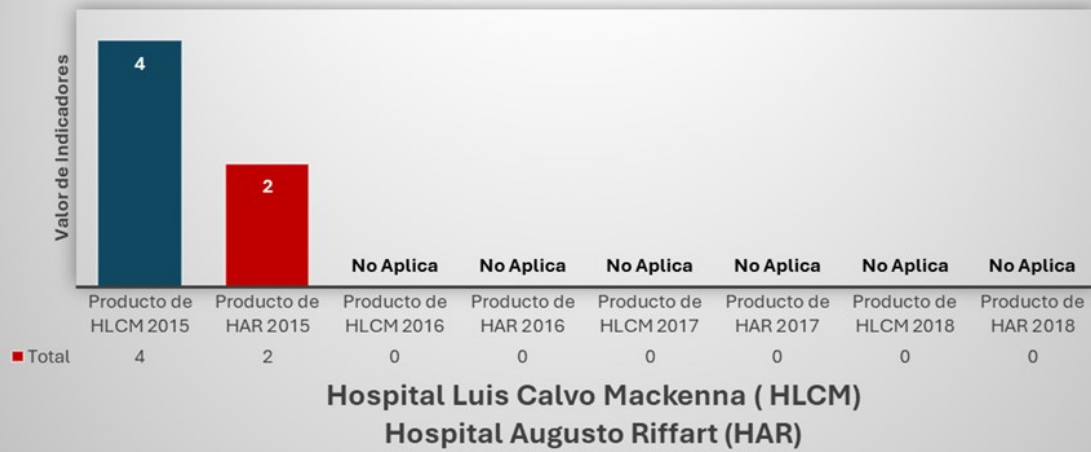 Valor de Indicadores
4
2
No Aplica No Aplica No Aplica No Aplica No Aplica No Aplica
Producto de HLCM 2015
Producto de HAR 2015
Producto de HLCM 2016
Producto de HAR 2016
Producto de HLCM 2017
Producto de HAR 2017
Producto de HLCM 2018
Producto de HAR 2018
Total 4 2 0 0 0 0 0 0
Hospital Luis Calvo Mackenna ( HLCM)
Hospital Augusto Riffart (HAR)